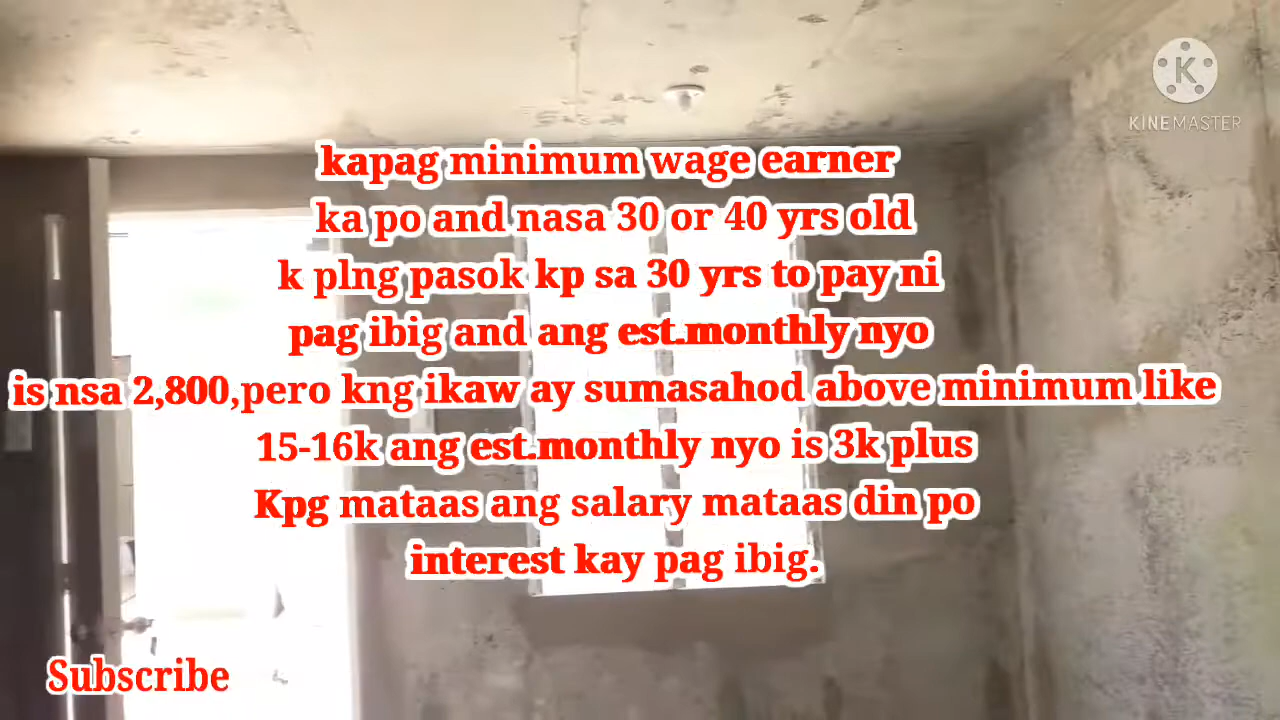 KINEMASTER
kapag minimum wage earner
ka po and nasa 30 or 40 yrs old
k plng pasok kp sa 30 yrs to pay ni
pag ibig and ang est.monthly nyo
is nsa 2,800,pero kng ikaw ay sumasahod above minimum like
15-16k ang est.monthly nyo is 3k plus
Kpg mataas ang salary mataas din po
interest kay pag ibig.
Subscribe